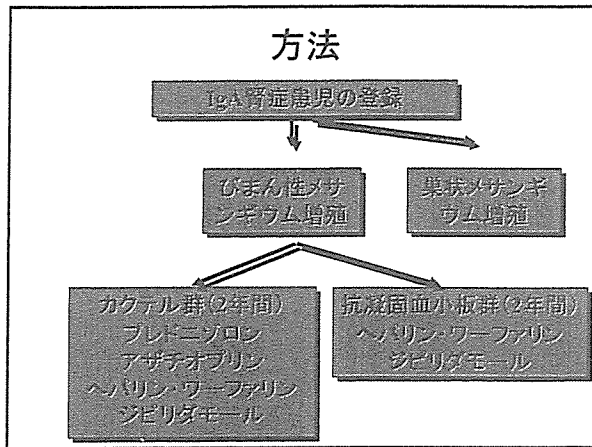 方法
IgA腎症患児の登録
びまん性メサ
ンギウム増殖
巣状メサンギ
ウム増殖
カクテル群(2年間)
プレドニゾロン
アザチオプリン
ヘパリン・ワーファリン
ジピリダモール
抗凝固血小板群(2年間)
ヘパリン・ワーファリン
ジピリダモール